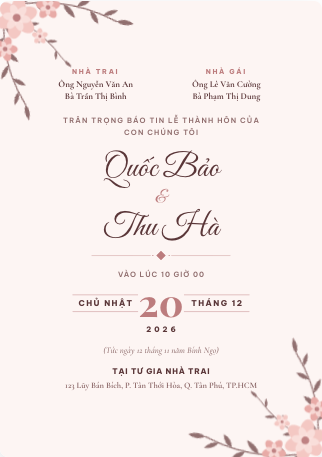 NHÀ TRAI
Ông Nguyễn Văn An
Bà Trần Thị Bình
NHÀ GÁI
Ông Lê Văn Cường
Bà Phạm Thị Dung
TRÂN TRỌNG BÁO TIN LỄ THÀNH HÔN CỦA
CON CHÚNG TÔI
Quốc Bảo
&
Thu Hà
VÀO LÚC 10 GIỜ 00
CHỦ NHẬT 20 THÁNG 12
2026
(Tức ngày 12 tháng 11 năm Bính Ngọ)
TẠI TƯ GIA NHÀ TRAI
123 Lũy Bán Bích, P. Tân Thới Hòa, Q. Tân Phú, TP.HCM